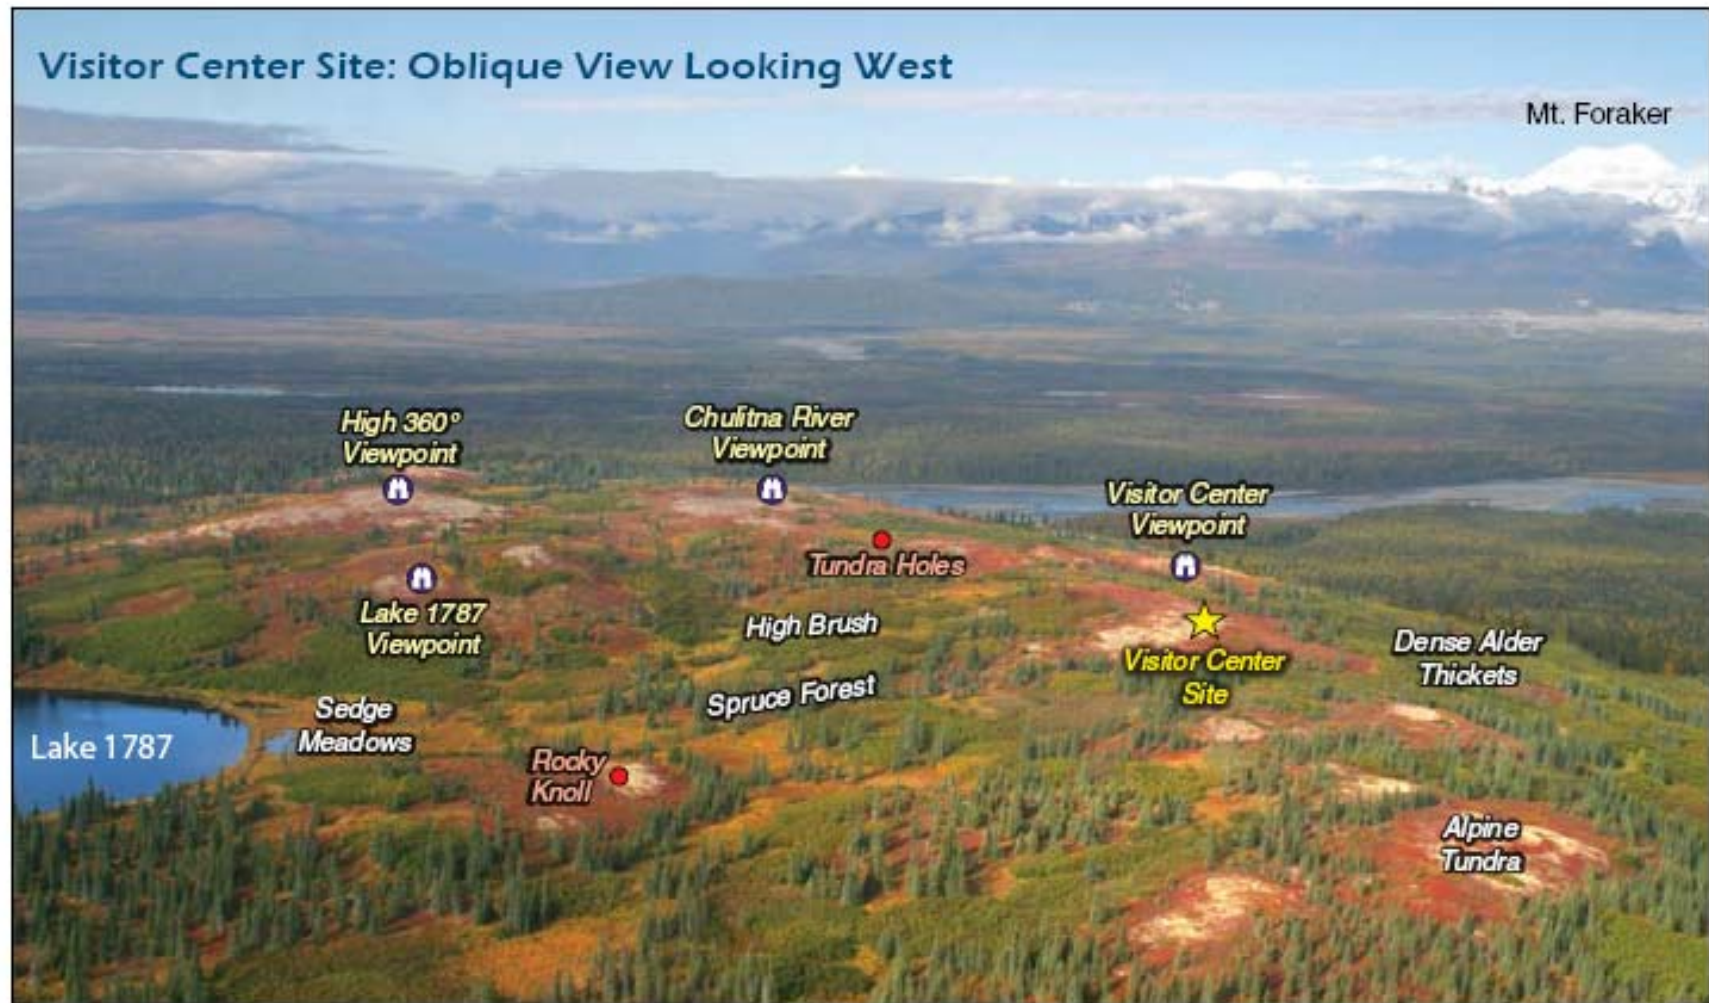 Visitor Center Site: Oblique View Looking West
Mt. Foraker
High 360°
Viewpoint
Chulitna River
Viewpoint
Visitor Center
Viewpoint
Tundra Holes
Lake 1787
Viewpoint
High Brush
Visitor Center
Site
Dense Alder
Thickets
Spruce Forest
Sedge
Meadows
Lake 1787
Rocky
Knoll
Alpine
Tundra